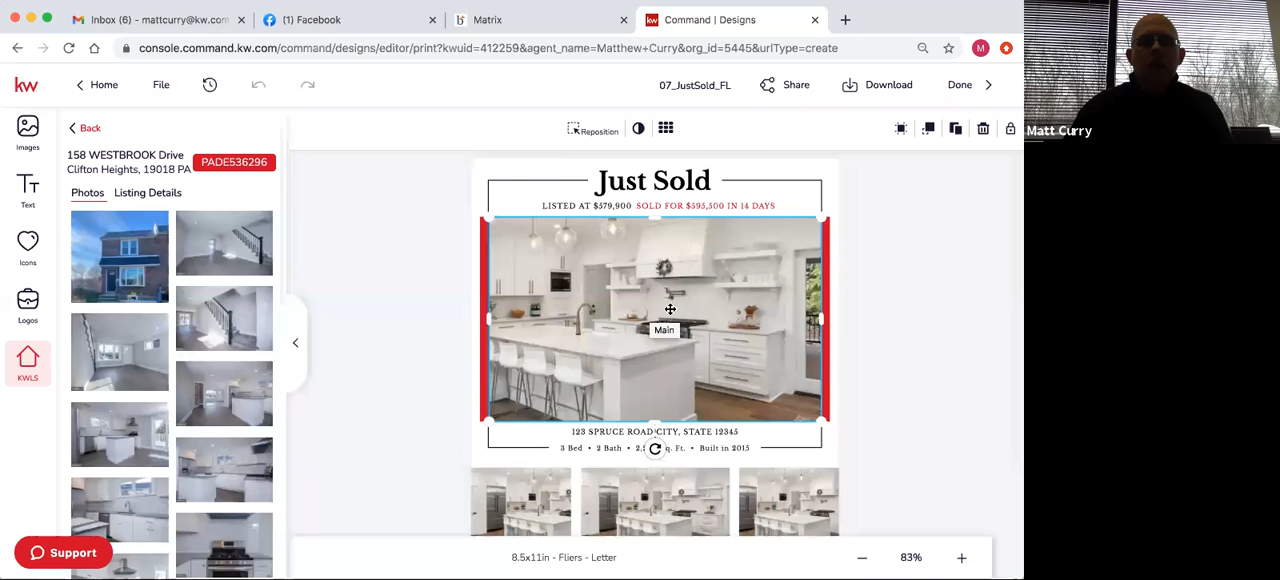 Inbox (6) - mattcurry@kw.com
(1) Facebook
Matrix
kw
Command | Designs
console.command.kw.com/command/designs/editor/print?kwuid=412259&agent_name=Matthew+Curry&org_id=5445&urlType=create
M
kw
Home
File
07_JustSold_FL
Share
Download
Done
Images
Text
Icons
Logos
KWLS
Back
158 WESTBROOK Drive
Clifton Heights, 19018 PA
PADE536296
Photos
Listing Details
Reposition
Just Sold
LISTED AT $579,900 SOLD FOR $595,500 IN 14 DAYS
Main
123 SPRUCE ROAD CITY, STATE 12345
3 Bed • 2 Bath • q. Ft. • Built in 2015
Support
8.5x11in - Fliers - Letter
83%
Matt Curry